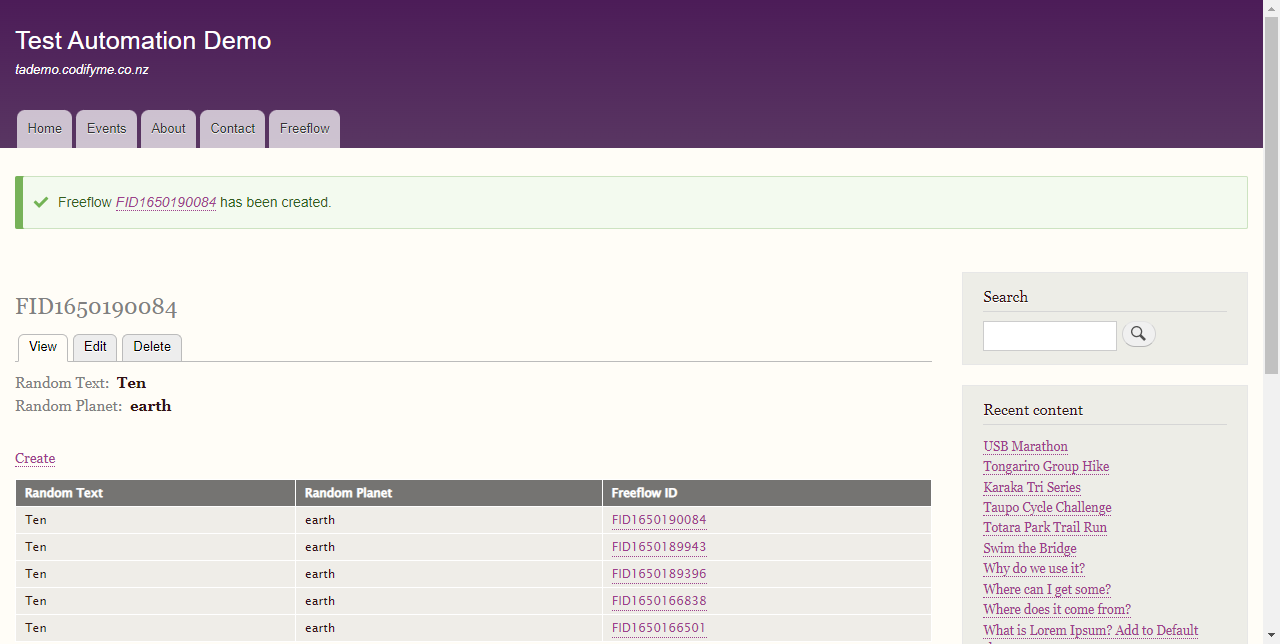 Test Automation Demo
tademo.codifyme.co.nz
Home Events About Contact Freeflow
Freeflow FID1650190084 has been created.
FID1650190084
View Edit Delete
Random Text: Ten
Random Planet: earth
Create
Random Text Random Planet Freeflow ID
Ten earth FID1650190084
Ten earth FID1650189943
Ten earth FID1650189396
Ten earth FID1650166838
Ten earth FID1650166501
Search
Recent content
USB Marathon
Tongariro Group Hike
Karaka Tri Series
Taupo Cycle Challenge
Totara Park Trail Run
Swim the Bridge
Why do we use it?
Where can I get some?
Where does it come from?
What is Lorem Ipsum? Add to Default